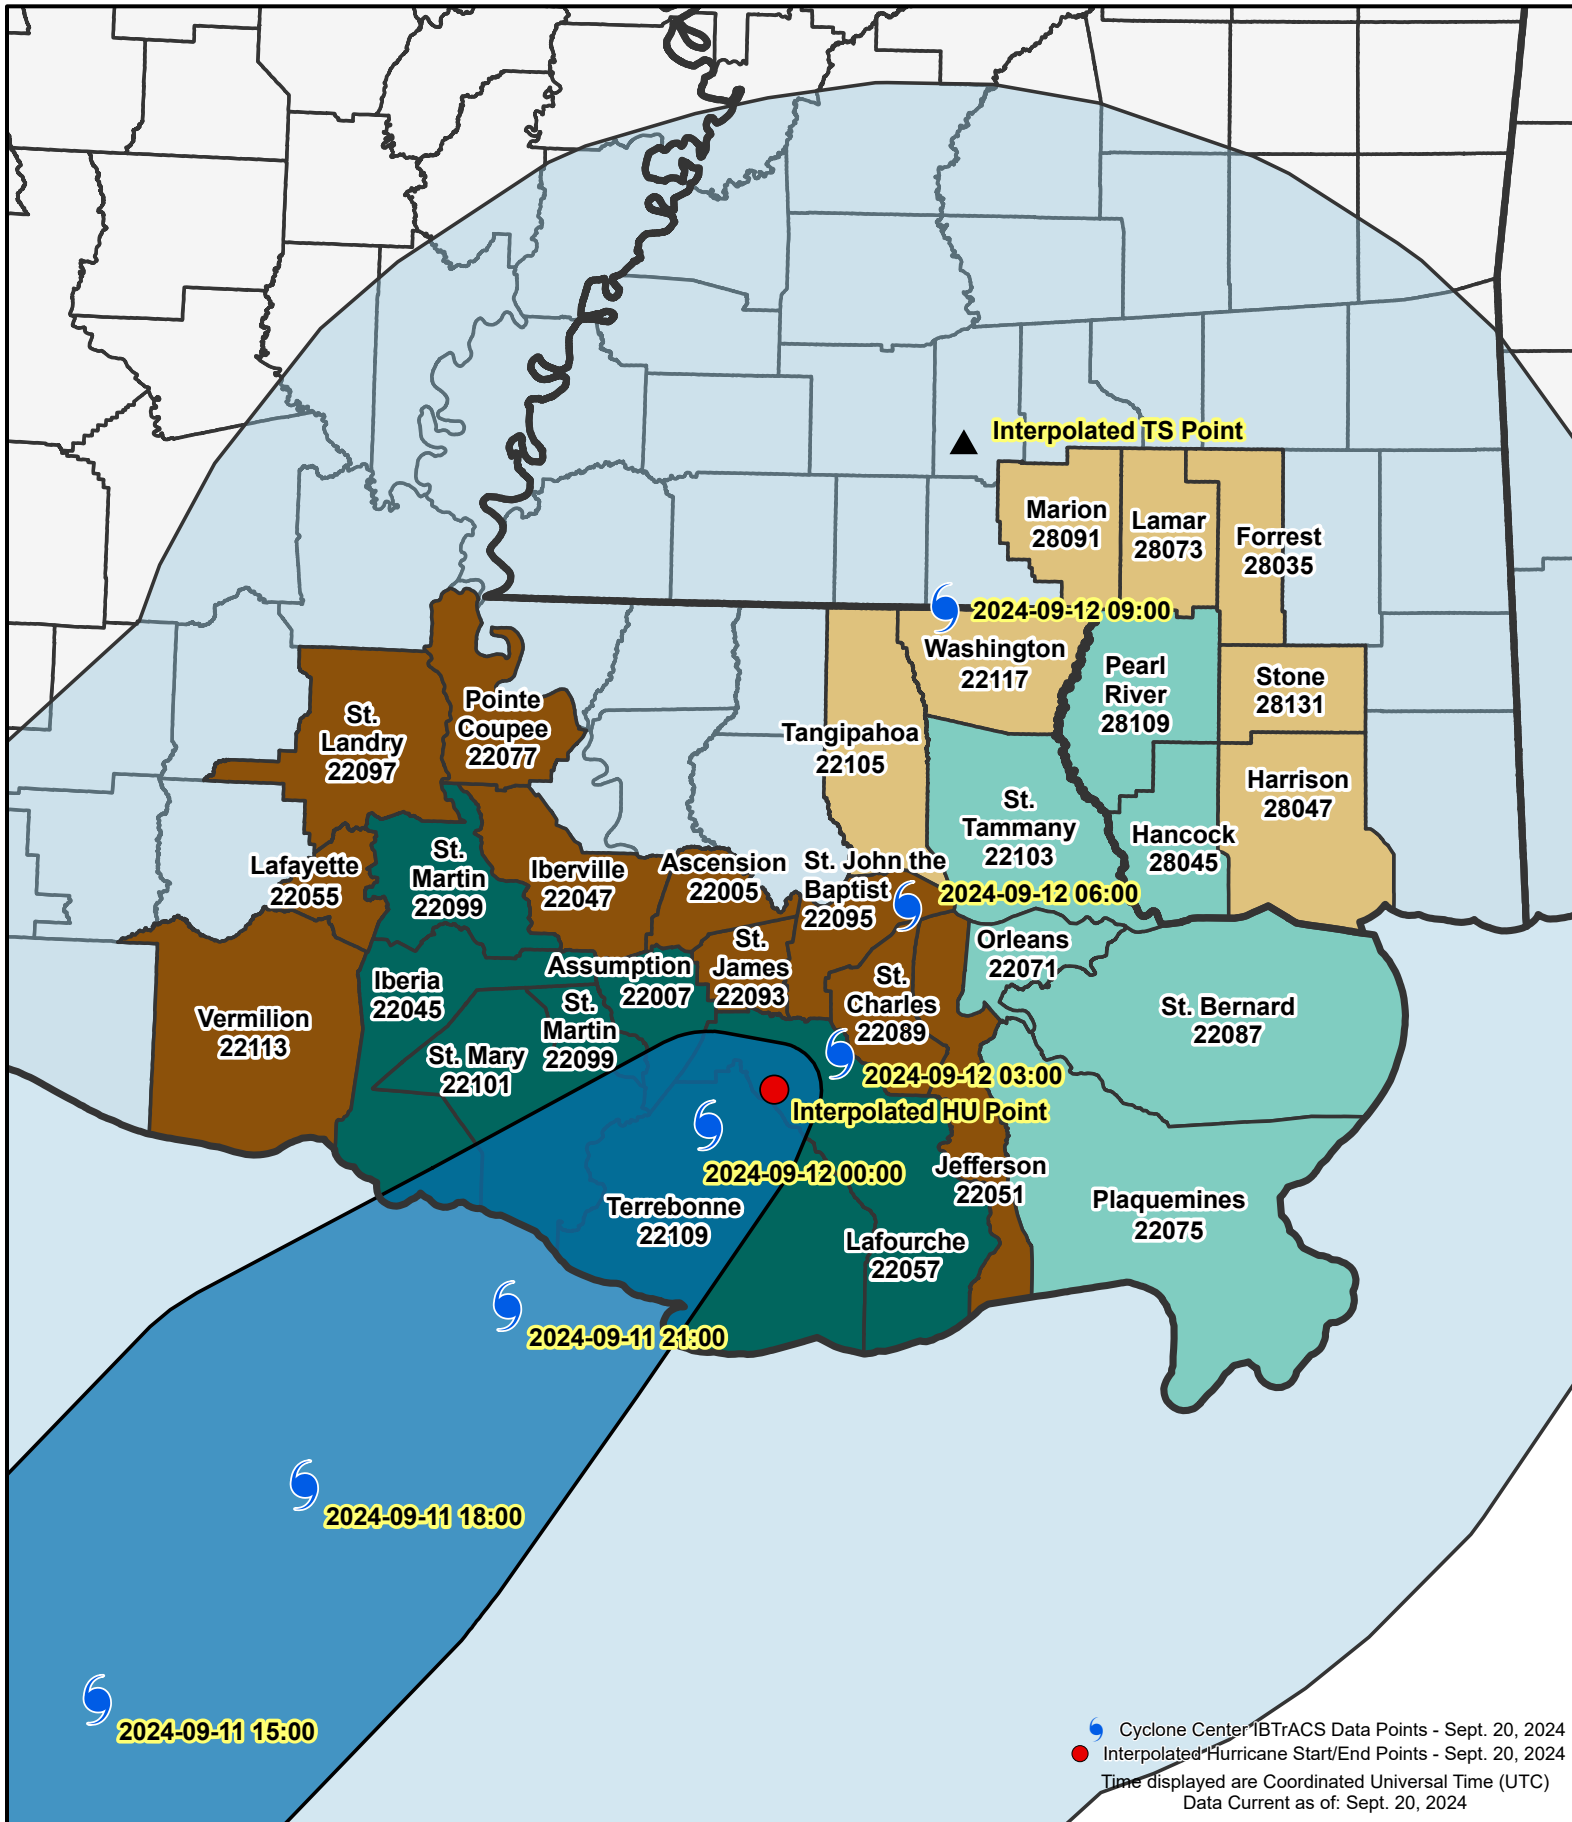 Interpolated TS Point
Marion
28091
Lamar
28073
Forrest
28035
2024-09-12 09:00
Washington
22117
Pearl
River
28109
Stone
28131
Pointe
Coupee
22077
St.
Landry
22097
Tangipahoa
22105
Harrison
28047
St.
Tammany
22103
Hancock
28045
Lafayette
22055
St.
Martin
22099
Iberville
22047
Ascension
22005
St. John the
Baptist
22095
2024-09-12 06:00
Orleans
22071
St.
James
22093
Assumption
22007
Iberia
22045
St.
Charles
22089
St. Bernard
22087
Vermilion
22113
St.
Martin
22099
St. Mary
22101
2024-09-12 03:00
Interpolated HU Point
2024-09-12 00:00
Jefferson
22051
Plaquemines
22075
Terrebonne
22109
Lafourche
22057
2024-09-11 21:00
2024-09-11 18:00
2024-09-11 15:00
Cyclone Center IBTrACS Data Points - Sept. 20, 2024
Interpolated Hurricane Start/End Points - Sept. 20, 2024
Time displayed are Coordinated Universal Time (UTC)
Data Current as of: Sept. 20, 2024